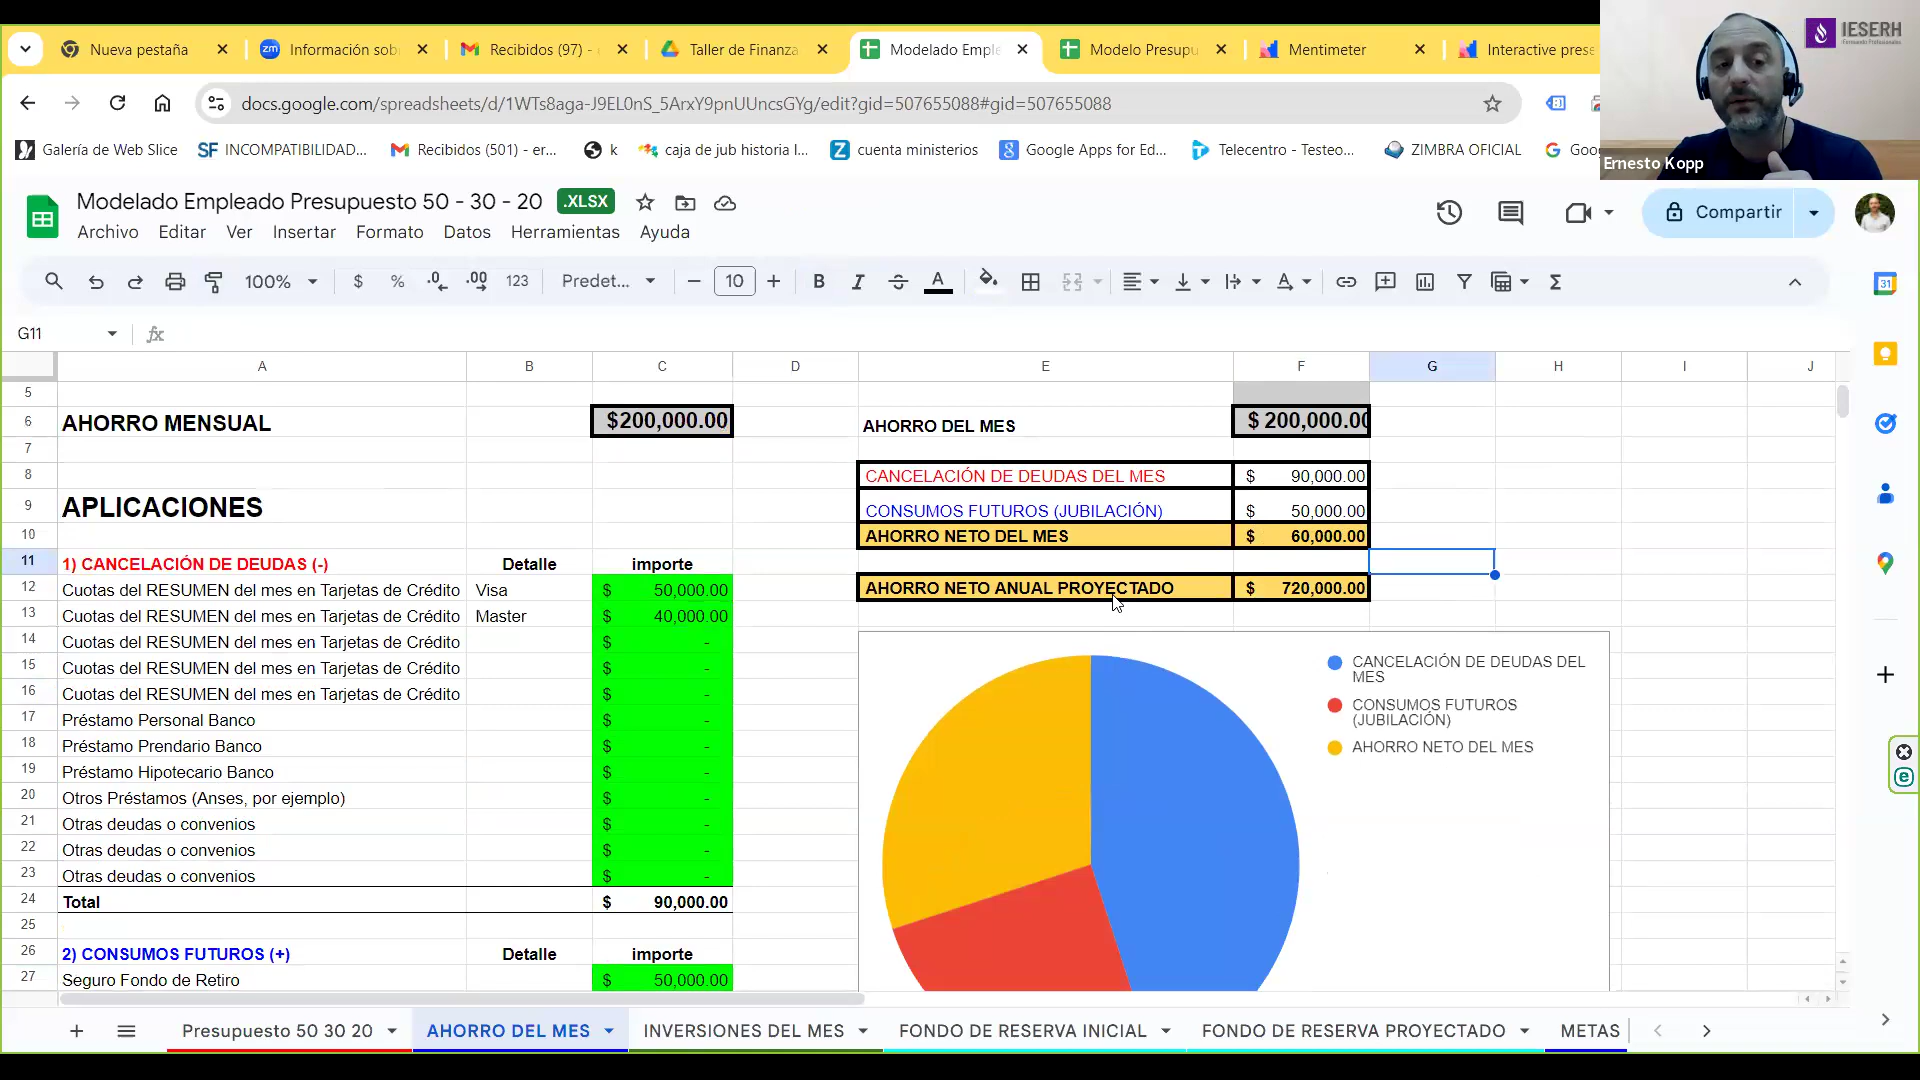 Nueva pestaña
Información sob
Recibidos (97) -
Taller de Finanza
Modelado Emple
Modelo Presupu
Mentimeter
Interactive prese
IESERH
docs.google.com/spreadsheets/d/1WTs8aga-J9EL0nS_5ArxY9pnUUncsGYg/edit?gid=507655088#gid=507655088
Galería de Web Slice
SF INCOMPATIBILIDAD...
Recibidos (501) - er...
k
caja de jub historia l...
cuenta ministerios
Google Apps for Ed...
Telecentro - Testeo...
ZIMBRA OFICIAL
Goo
Ernesto Kopp
Modelado Empleado Presupuesto 50 - 30 - 20 .XLSX
Compartir
Archivo Editar Ver Insertar Formato Datos Herramientas Ayuda
100% $ % .0 .00 123 Predet... 10 B I A
31
G11 fx
A B C D E F G H I J
5
6 AHORRO MENSUAL $200,000.00 AHORRO DEL MES $ 200,000.00
7
8 CANCELACIÓN DE DEUDAS DEL MES $ 90,000.00
9 APLICACIONES CONSUMOS FUTUROS (JUBILACIÓN) $ 50,000.00
10 AHORRO NETO DEL MES $ 60,000.00
11 1) CANCELACIÓN DE DEUDAS (-) Detalle importe
12 Cuotas del RESUMEN del mes en Tarjetas de Crédito Visa $ 50,000.00 AHORRO NETO ANUAL PROYECTADO $ 720,000.00
13 Cuotas del RESUMEN del mes en Tarjetas de Crédito Master $ 40,000.00
14 Cuotas del RESUMEN del mes en Tarjetas de Crédito $ -
15 Cuotas del RESUMEN del mes en Tarjetas de Crédito $ -
16 Cuotas del RESUMEN del mes en Tarjetas de Crédito $ -
17 Préstamo Personal Banco $ -
18 Préstamo Prendario Banco $ -
19 Préstamo Hipotecario Banco $ -
20 Otros Préstamos (Anses, por ejemplo) $ -
21 Otras deudas o convenios $ -
22 Otras deudas o convenios $ -
23 Otras deudas o convenios $ -
24 Total $ 90,000.00
25
26 2) CONSUMOS FUTUROS (+) Detalle importe
27 Seguro Fondo de Retiro $ 50,000.00
CANCELACIÓN DE DEUDAS DEL
MES
CONSUMOS FUTUROS
(JUBILACIÓN)
AHORRO NETO DEL MES
Presupuesto 50 30 20
AHORRO DEL MES
INVERSIONES DEL MES
FONDO DE RESERVA INICIAL
FONDO DE RESERVA PROYECTADO
METAS